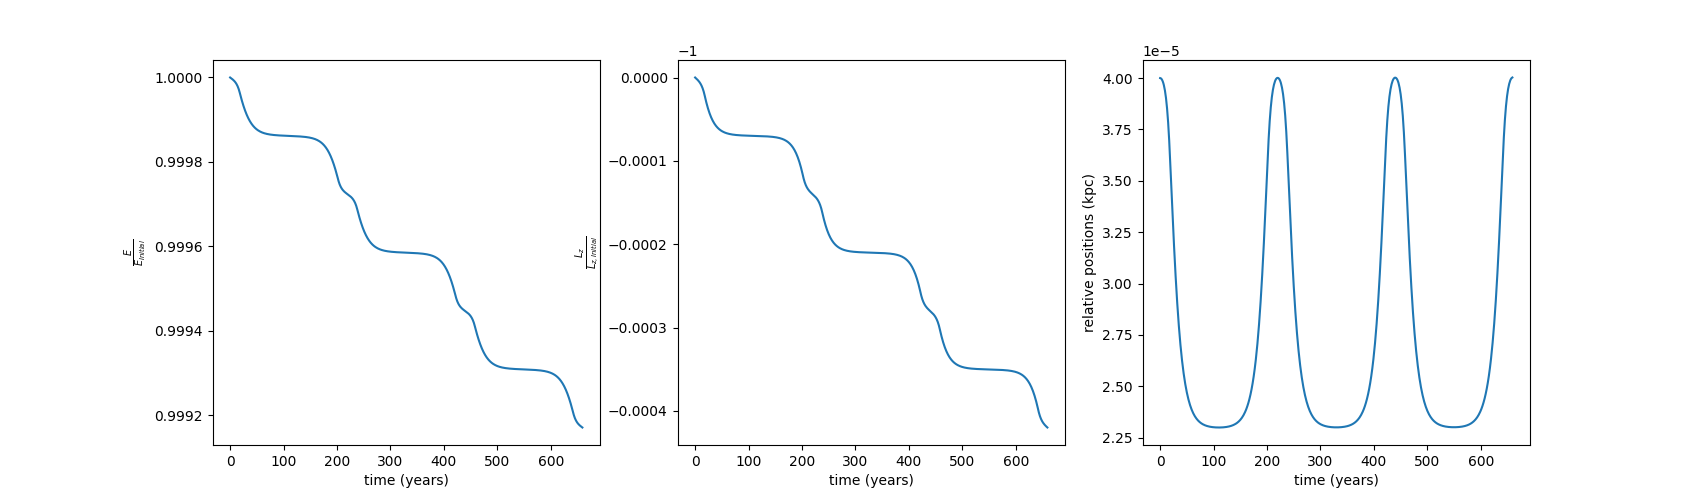 1.0000
0.9998
0.9996
0.9994
0.9992
E
E_initial
0 100 200 300 400 500 600
time (years)
−1
0.0000
−0.0001
−0.0002
−0.0003
−0.0004
L_z
L_z, initial
0 100 200 300 400 500 600
time (years)
1e−5
4.00
3.75
3.50
3.25
3.00
2.75
2.50
2.25
relative positions (kpc)
0 100 200 300 400 500 600
time (years)